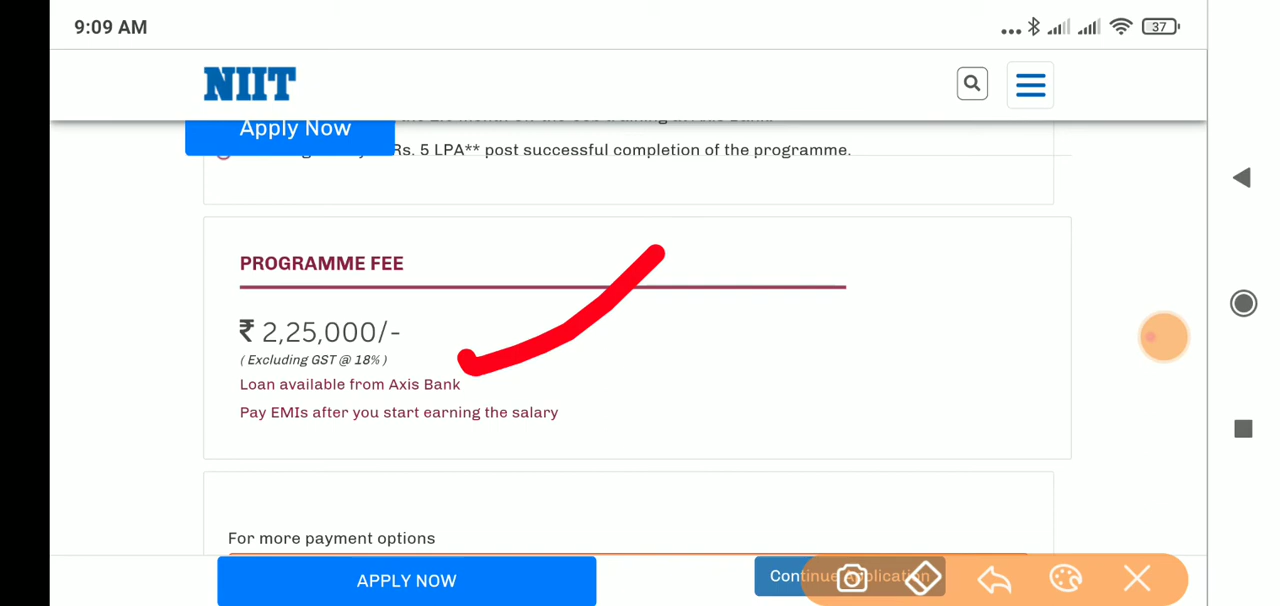 9:09 AM
37
NIIT
Apply Now
Rs. 5 LPA** post successful completion of the programme.
PROGRAMME FEE
₹ 2,25,000/-
( Excluding GST @ 18% )
Loan available from Axis Bank
Pay EMIs after you start earning the salary
For more payment options
APPLY NOW
Continue Application